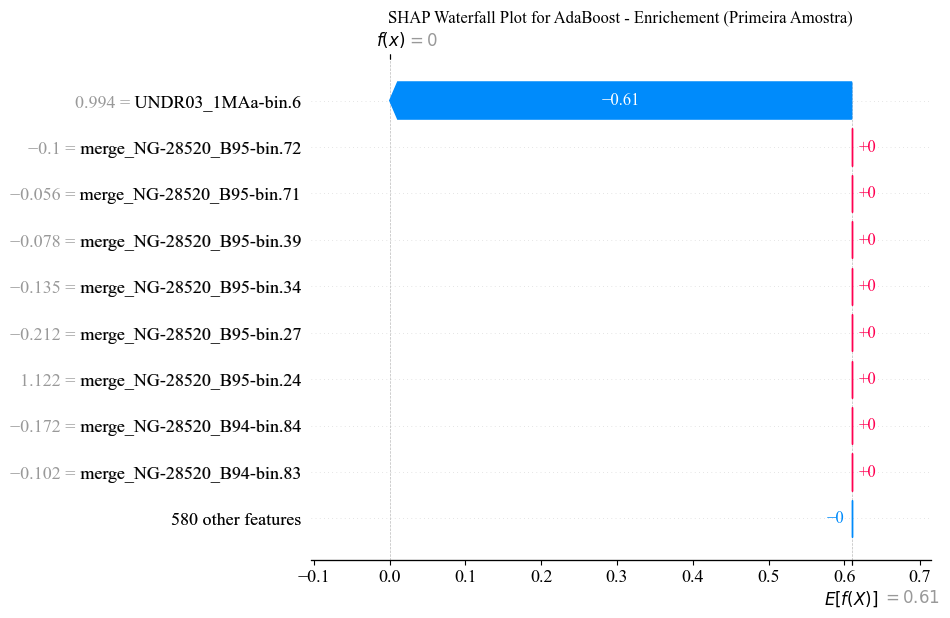 SHAP Waterfall Plot for AdaBoost - Enrichement (Primeira Amostra)
f(x) = 0
0.994 = UNDR03_1MAa-bin.6 −0.61
−0.1 = merge_NG-28520_B95-bin.72 +0
−0.056 = merge_NG-28520_B95-bin.71 +0
−0.078 = merge_NG-28520_B95-bin.39 +0
−0.135 = merge_NG-28520_B95-bin.34 +0
−0.212 = merge_NG-28520_B95-bin.27 +0
1.122 = merge_NG-28520_B95-bin.24 +0
−0.172 = merge_NG-28520_B94-bin.84 +0
−0.102 = merge_NG-28520_B94-bin.83 +0
580 other features −0
−0.1 0.0 0.1 0.2 0.3 0.4 0.5 0.6 0.7
E[f(X)] = 0.61